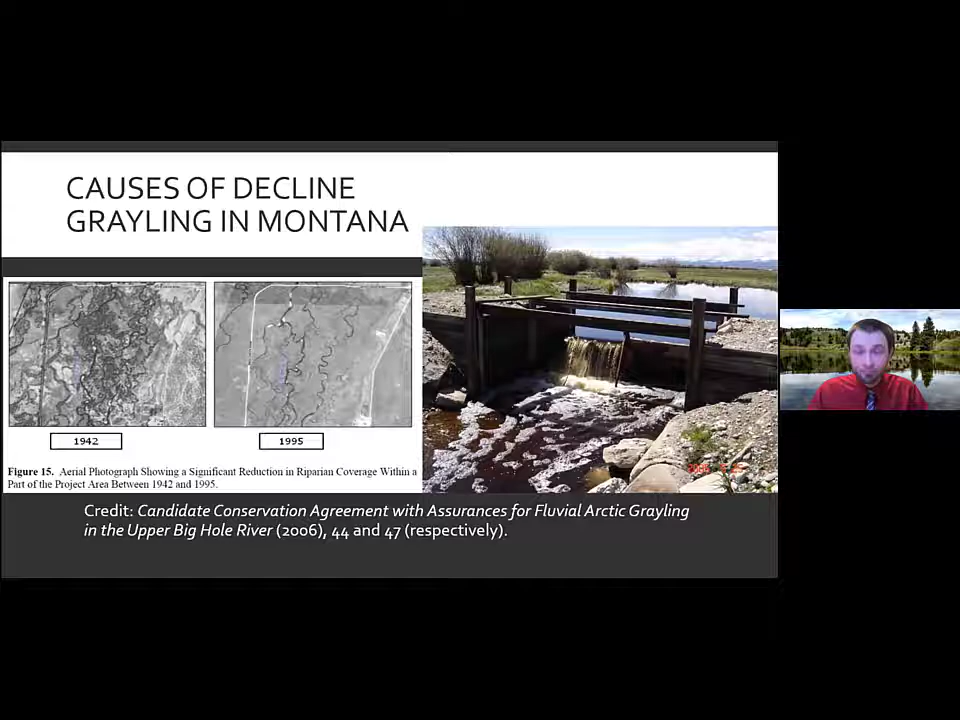 CAUSES OF DECLINE
GRAYLING IN MONTANA
1942
1995
Figure 15. Aerial Photograph Showing a Significant Reduction in Riparian Coverage Within a
Part of the Project Area Between 1942 and 1995.
Credit: Candidate Conservation Agreement with Assurances for Fluvial Arctic Grayling
in the Upper Big Hole River (2006), 44 and 47 (respectively).